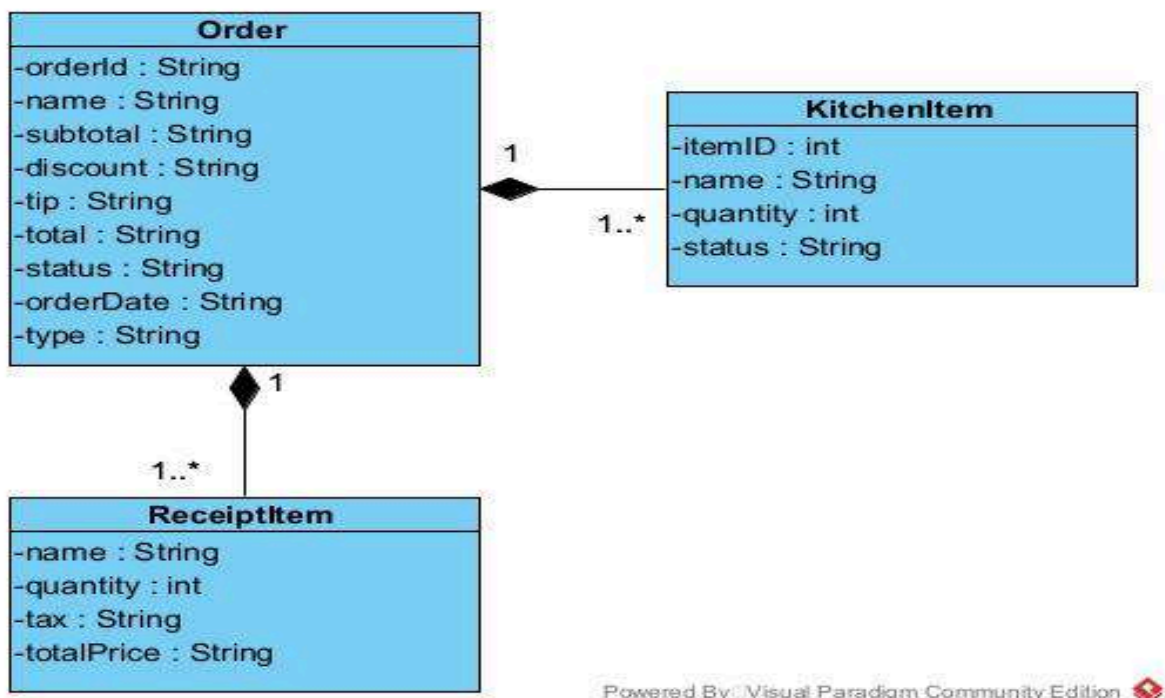 Order
-orderId : String
-name : String
-subtotal : String
-discount : String
-tip : String
-total : String
-status : String
-orderDate : String
-type : String
1
1..*
KitchenItem
-itemID : int
-name : String
-quantity : int
-status : String
1
1..*
ReceiptItem
-name : String
-quantity : int
-tax : String
-totalPrice : String
Powered By Visual Paradigm Community Edition